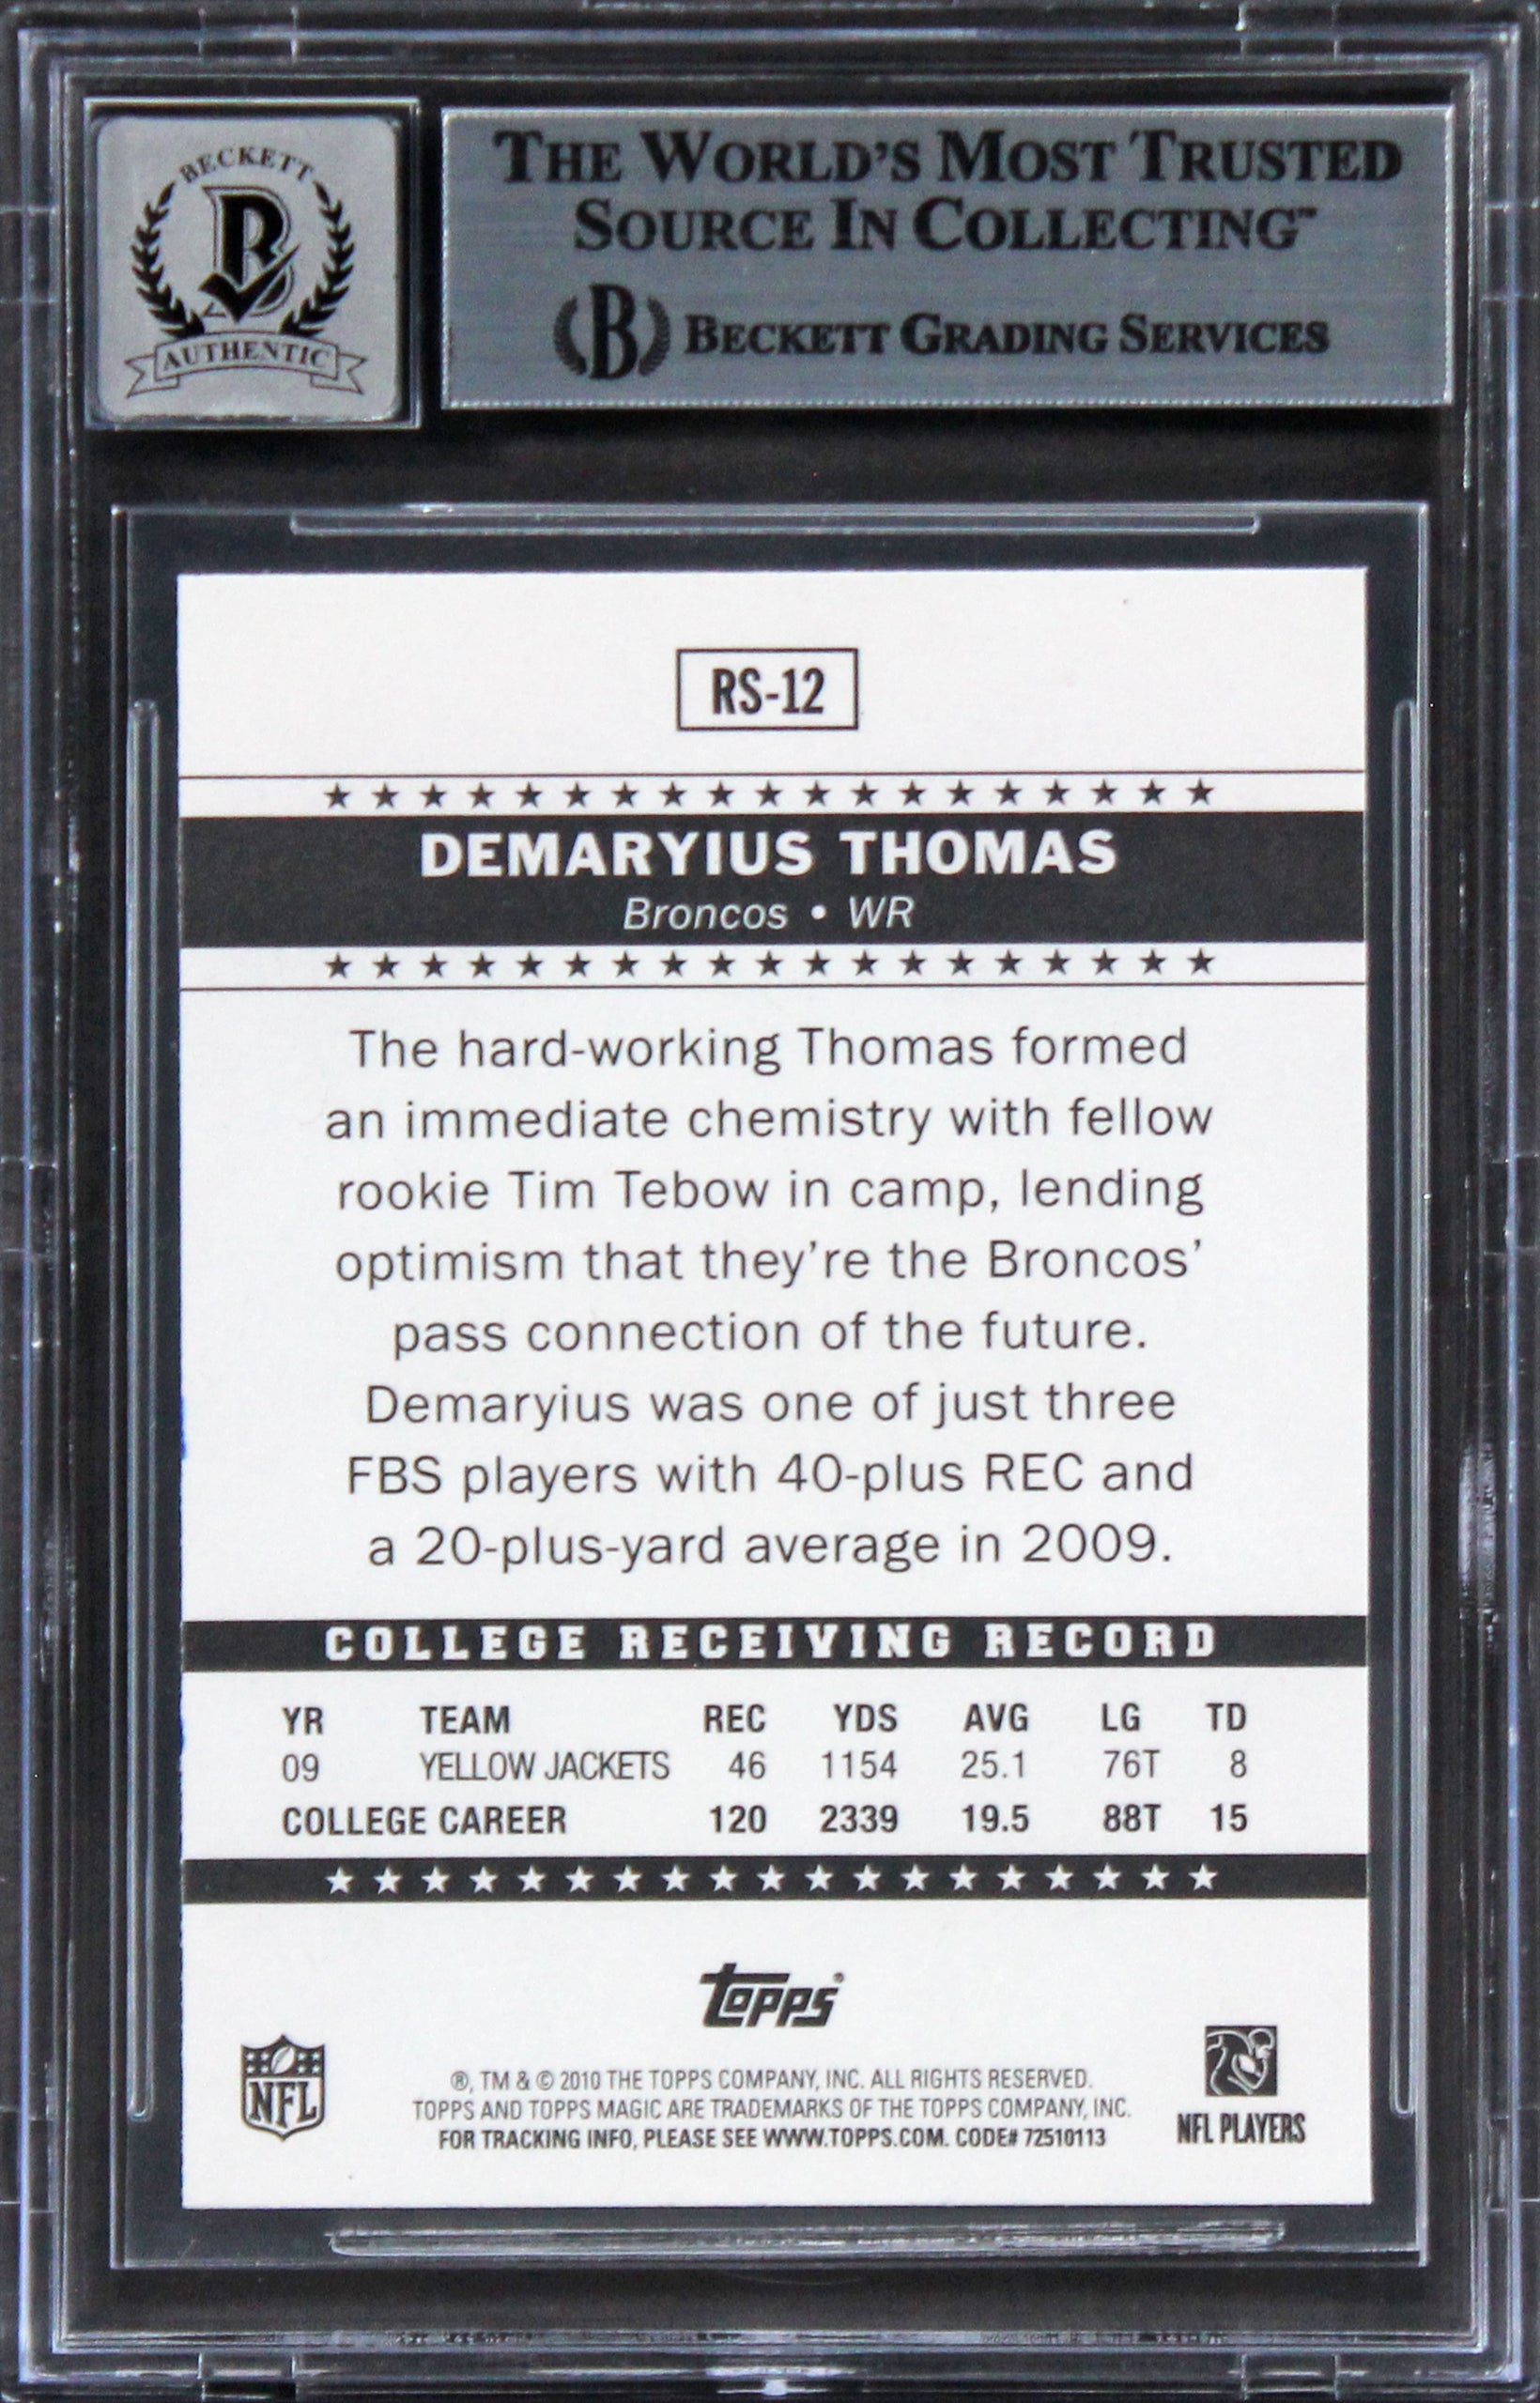 BECKETT
B
AUTHENTIC
THE WORLD'S MOST TRUSTED
SOURCE IN COLLECTING™
B BECKETT GRADING SERVICES
RS-12
★ ★ ★ ★ ★ ★ ★ ★ ★ ★ ★ ★ ★ ★ ★ ★ ★ ★ ★
DEMARYIUS THOMAS
Broncos • WR
★ ★ ★ ★ ★ ★ ★ ★ ★ ★ ★ ★ ★ ★ ★ ★ ★ ★ ★
The hard-working Thomas formed
an immediate chemistry with fellow
rookie Tim Tebow in camp, lending
optimism that they're the Broncos'
pass connection of the future.
Demaryius was one of just three
FBS players with 40-plus REC and
a 20-plus-yard average in 2009.
COLLEGE RECEIVING RECORD
YR TEAM REC YDS AVG LG TD
09 YELLOW JACKETS 46 1154 25.1 76T 8
COLLEGE CAREER 120 2339 19.5 88T 15
★ ★ ★ ★ ★ ★ ★ ★ ★ ★ ★ ★ ★ ★ ★ ★ ★ ★ ★
Topps®
NFL
®, TM & © 2010 THE TOPPS COMPANY, INC. ALL RIGHTS RESERVED.
TOPPS AND TOPPS MAGIC ARE TRADEMARKS OF THE TOPPS COMPANY, INC.
FOR TRACKING INFO, PLEASE SEE WWW.TOPPS.COM. CODE# 72510113
NFL PLAYERS